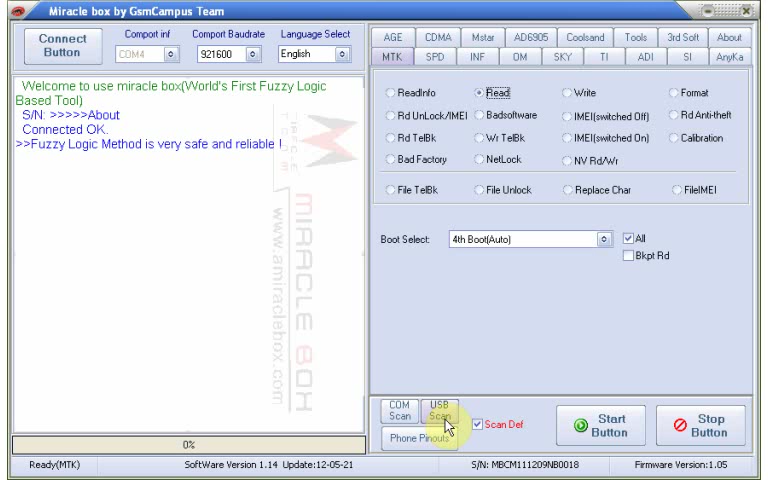 Miracle box by GsmCampus Team
Connect Button
Comport inf
Comport Baudrate
Language Select
COM4
921600
English
Welcome to use miracle box(World's First Fuzzy Logic
Based Tool)
S/N: >>>>>About
Connected OK.
>>Fuzzy Logic Method is very safe and reliable !
MIRACLE BOX
www.amiraclebox.com
0%
AGE CDMA Mstar AD6905 Coolsand Tools 3rd Soft About
MTK SPD INF OM SKY TI ADI SI AnyKa
ReadInfo Read Write Format
Rd UnLock/IMEI Badsoftware IMEI(switched Off) Rd Anti-theft
Rd TelBk Wr TelBk IMEI(switched On) Calibration
Bad Factory NetLock NV Rd/Wr
File TelBk File Unlock Replace Char FileIMEI
Boot Select: 4th Boot(Auto) All
Bkpt Rd
COM Scan
USB Scan
Scan Def
Phone Pinouts
Start Button
Stop Button
Ready(MTK) SoftWare Version 1.14 Update:12-05-21 S/N: MBCM111209NB0018 Firmware Version:1.05